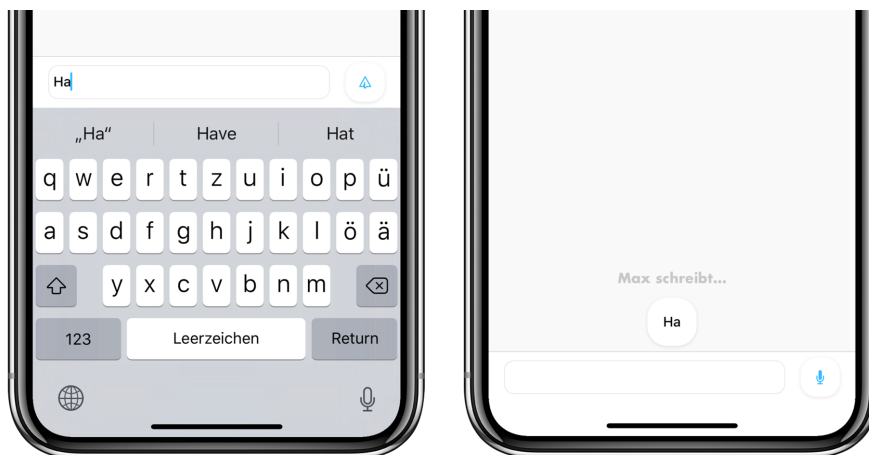 Ha
„Ha“ Have Hat
q w e r t z u i o p ü
a s d f g h j k l ö ä
y x c v b n m
123 Leerzeichen Return
Max schreibt...
Ha